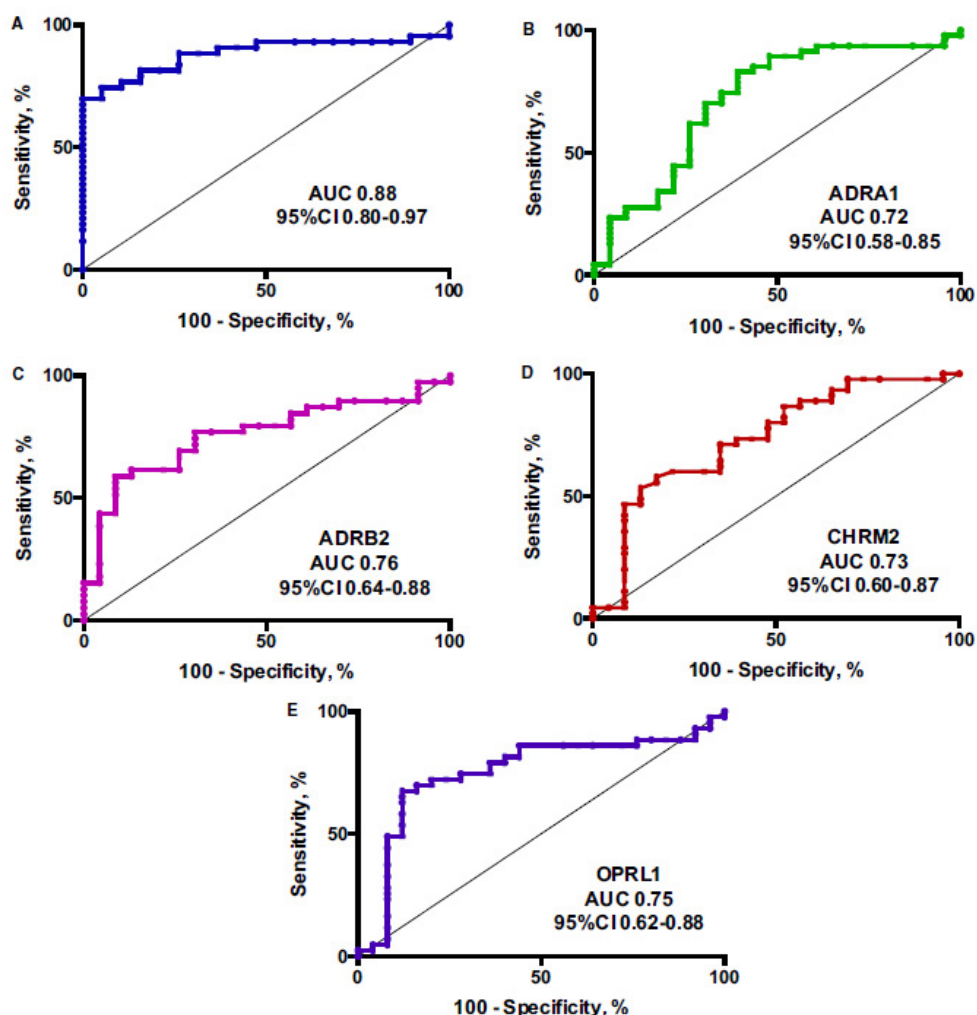 A
100
50
0
Sensitivity, %
AUC 0.88
95%CI 0.80-0.97
0
50
100
100 - Specificity, %
B
100
50
0
Sensitivity, %
ADRA1
AUC 0.72
95%CI 0.58-0.85
0
50
100
100 - Specificity, %
C
100
50
0
Sensitivity, %
ADRB2
AUC 0.76
95%CI 0.64-0.88
0
50
100
100 - Specificity, %
D
100
50
0
Sensitivity, %
CHRM2
AUC 0.73
95%CI 0.60-0.87
0
50
100
100 - Specificity, %
E
100
50
0
Sensitivity, %
OPRL1
AUC 0.75
95%CI 0.62-0.88
0
50
100
100 - Specificity, %